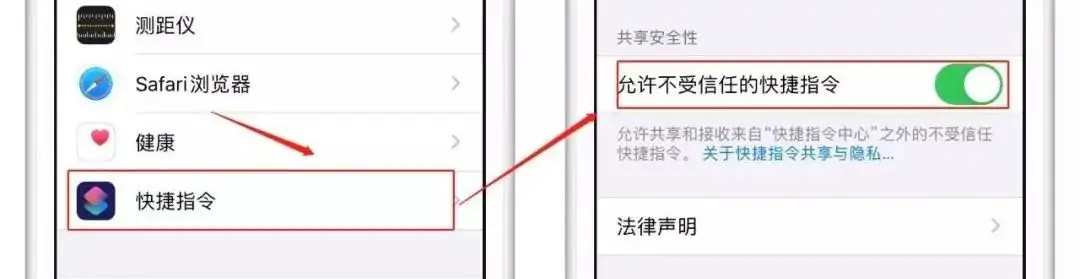 测距仪
Safari浏览器
健康
快捷指令
共享安全性
允许不受信任的快捷指令
允许共享和接收来自“快捷指令中心”之外的不受信任
快捷指令。关于快捷指令共享与隐私...
法律声明